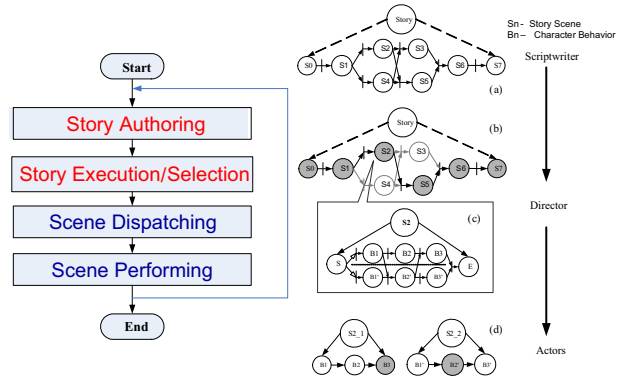 Start
Story Authoring
Story Execution/Selection
Scene Dispatching
Scene Performing
End
Story
Sn - Story Scene
Bn – Character Behavior
Scriptwriter
S0 S1 S2 S3 S4 S5 S6 S7
(a)
Story
(b)
S0 S1 S2 S3 S4 S5 S6 S7
Director
(c)
S2
S B1 B2 B3 E
B1' B2' B3'
(d)
S2_1 S2_2
B1 B2 B3 B1' B2' B3'
Actors